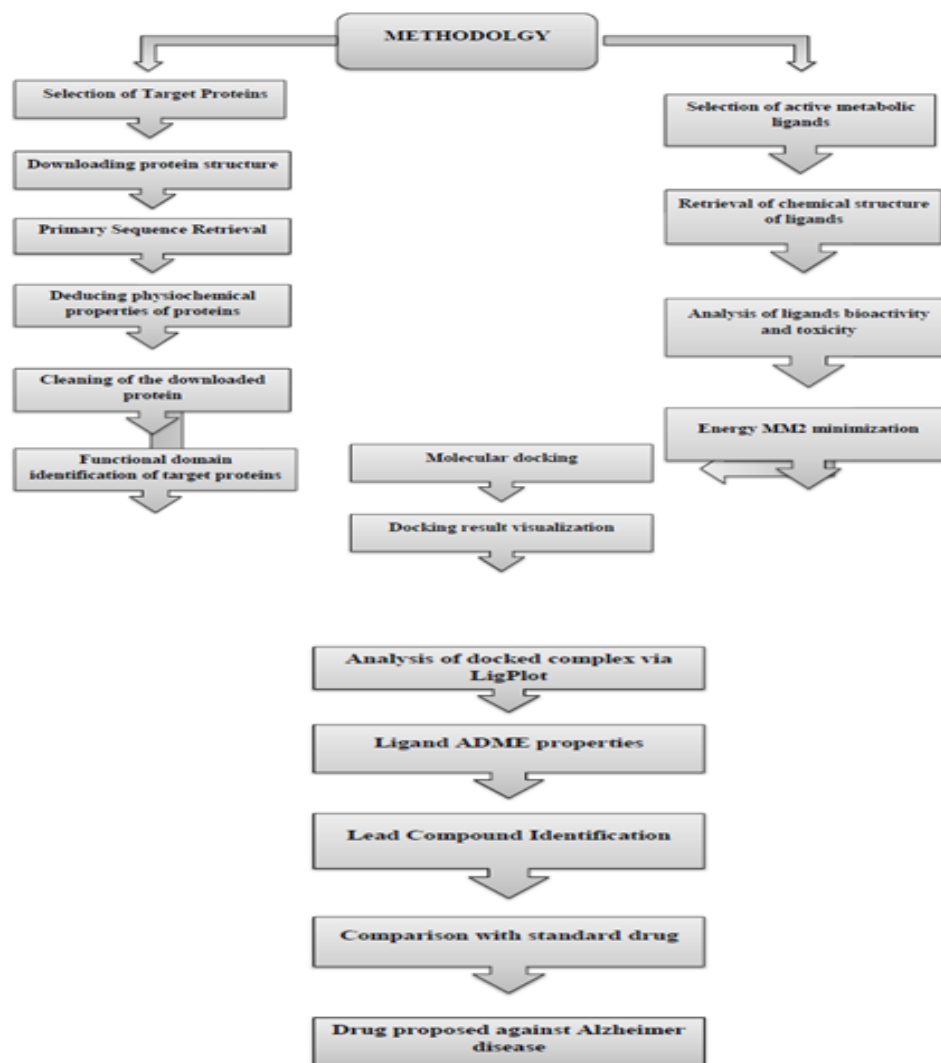 METHODOLGY
Selection of Target Proteins
Downloading protein structure
Primary Sequence Retrieval
Deducing physiochemical
properties of proteins
Cleaning of the downloaded
protein
Functional domain
identification of target proteins
Selection of active metabolic
ligands
Retrieval of chemical structure
of ligands
Analysis of ligands bioactivity
and toxicity
Energy MM2 minimization
Molecular docking
Docking result visualization
Analysis of docked complex via
LigPlot
Ligand ADME properties
Lead Compound Identification
Comparison with standard drug
Drug proposed against Alzheimer
disease